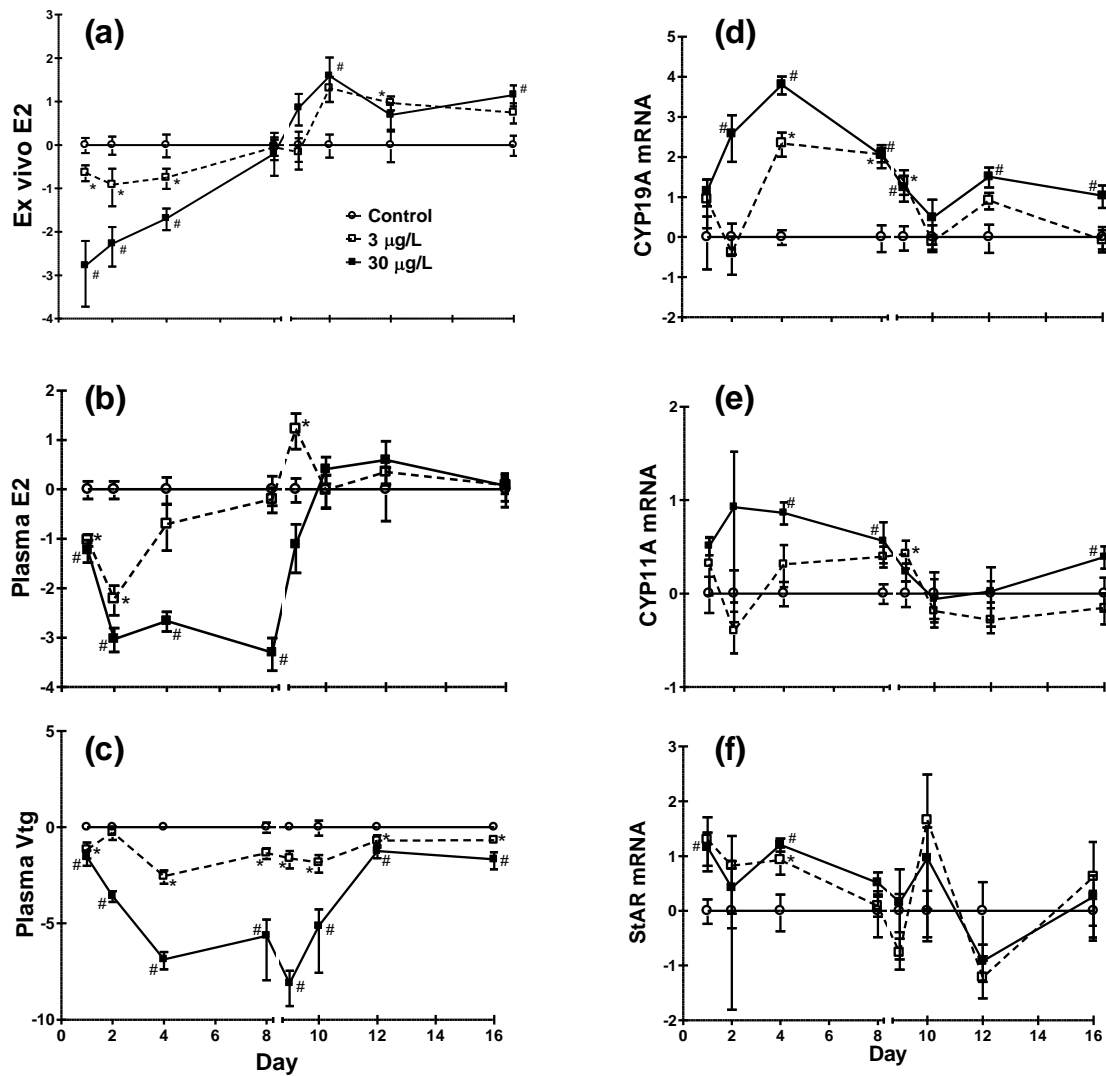 (a)
Ex vivo E2
2
1
0
-1
-2
-3
-4
Control
3 µg/L
30 µg/L
* * * # # # # * #
(b)
Plasma E2
2
1
0
-1
-2
-3
-4
# * # * # # *
(c)
Plasma Vtg
5
0
-5
-10
# * # # * # * * # * # * # * #
0 2 4 6 8 10 12 14 16
Day
(d)
CYP19A mRNA
5
4
3
2
1
0
-1
-2
# # * # * # * # #
(e)
CYP11A mRNA
2
1
0
-1
# # * #
(f)
StAR mRNA
3
2
1
0
-1
-2
# # *
0 2 4 6 8 10 12 14 16
Day